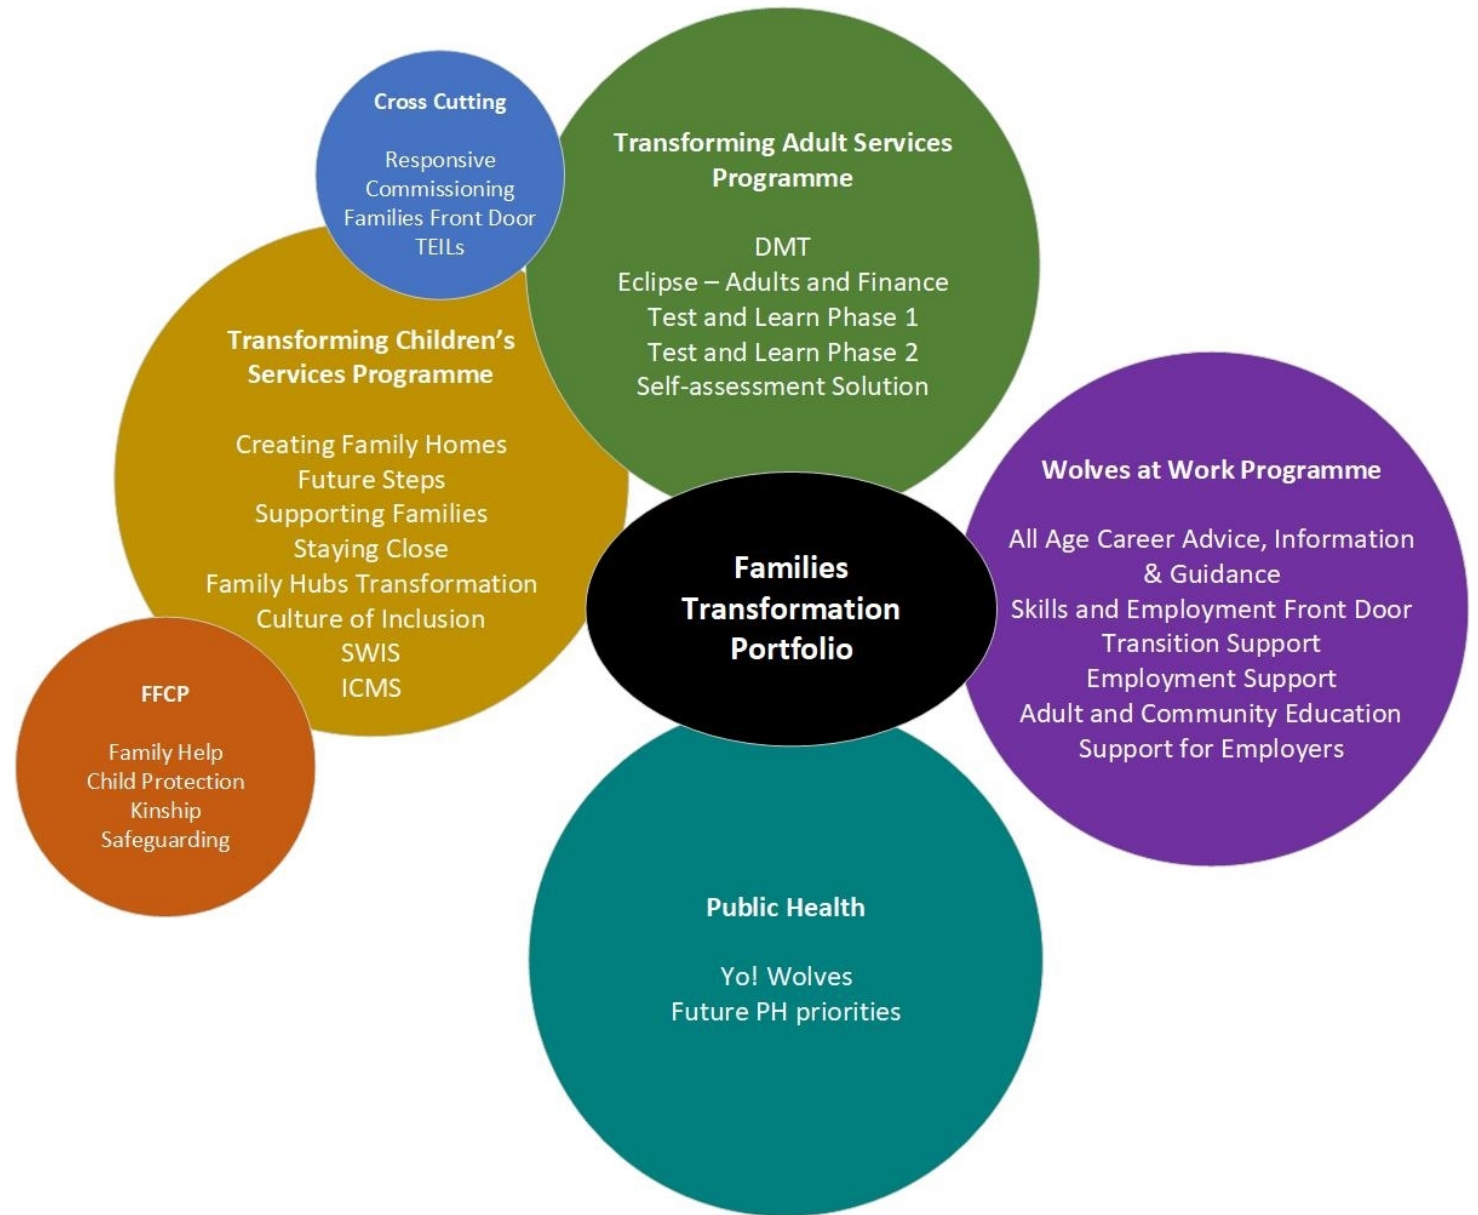 Cross Cutting
Responsive
Commissioning
Families Front Door
TEILs
Transforming Adult Services
Programme
DMT
Eclipse – Adults and Finance
Test and Learn Phase 1
Test and Learn Phase 2
Self-assessment Solution
Transforming Children’s
Services Programme
Creating Family Homes
Future Steps
Supporting Families
Staying Close
Family Hubs Transformation
Culture of Inclusion
SWIS
ICMS
Wolves at Work Programme
All Age Career Advice, Information
& Guidance
Skills and Employment Front Door
Transition Support
Employment Support
Adult and Community Education
Support for Employers
Families
Transformation
Portfolio
FFCP
Family Help
Child Protection
Kinship
Safeguarding
Public Health
Yo! Wolves
Future PH priorities